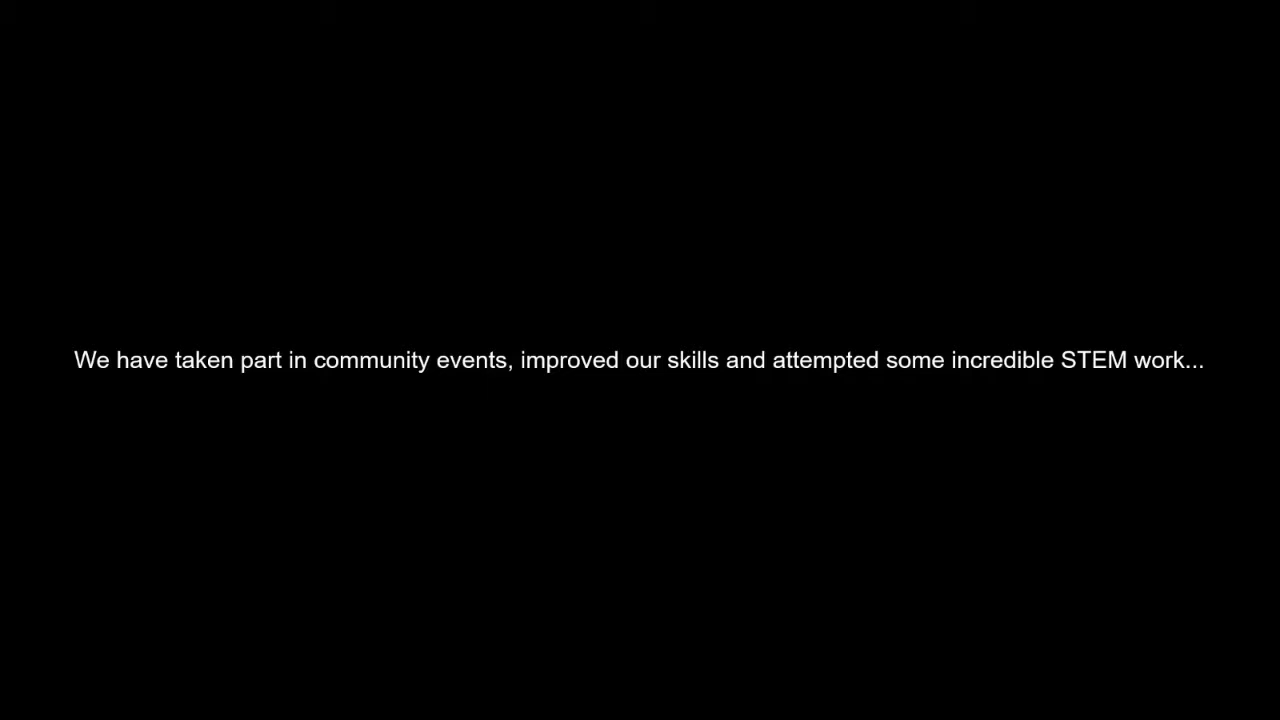 We have taken part in community events, improved our skills and attempted some incredible STEM work...